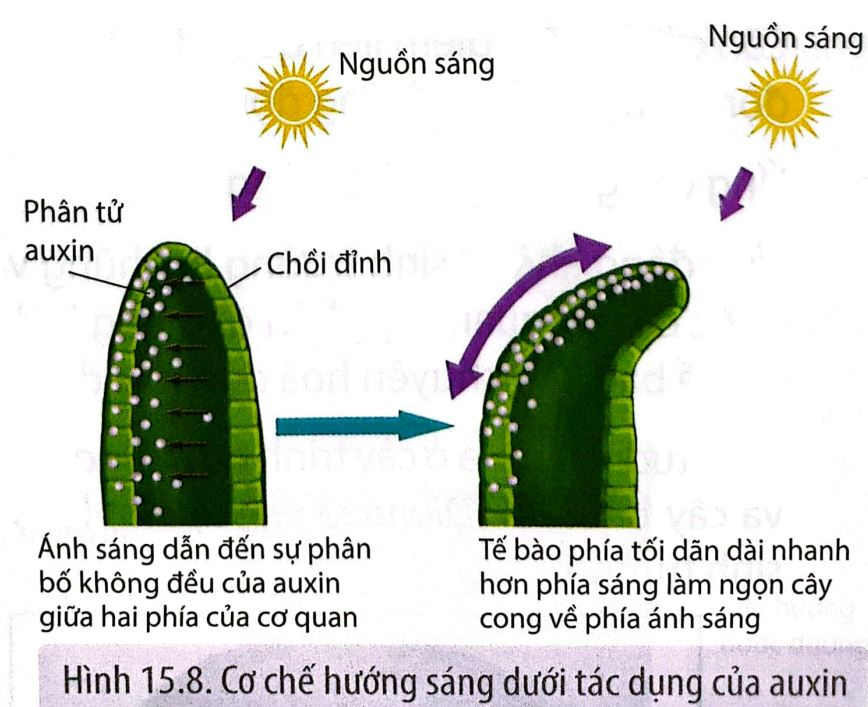 Nguồn sáng
Nguồn sáng
Phân tử
auxin
Chồi đỉnh
Ánh sáng dẫn đến sự phân
bố không đều của auxin
giữa hai phía của cơ quan
Tế bào phía tối dãn dài nhanh
hơn phía sáng làm ngọn cây
cong về phía ánh sáng
Hình 15.8. Cơ chế hướng sáng dưới tác dụng của auxin